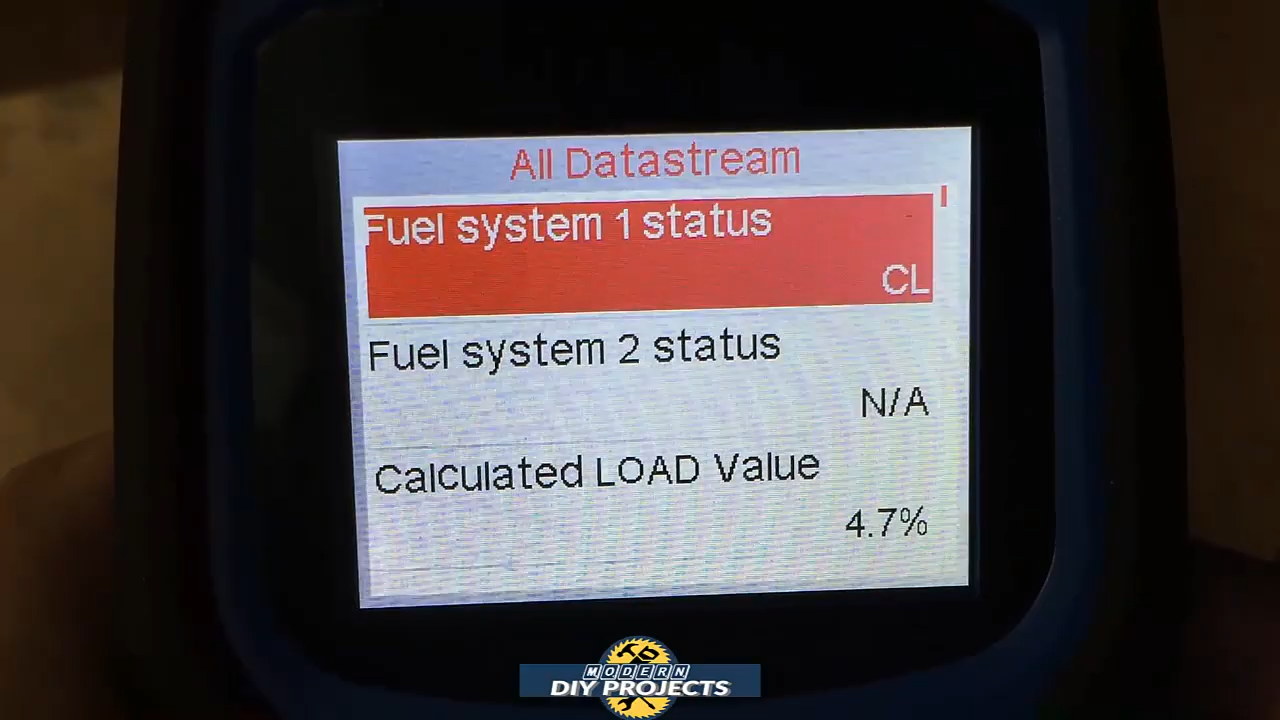 All Datastream
Fuel system 1 status
CL
Fuel system 2 status
N/A
Calculated LOAD Value
4.7%
MODERN
DIY PROJECTS